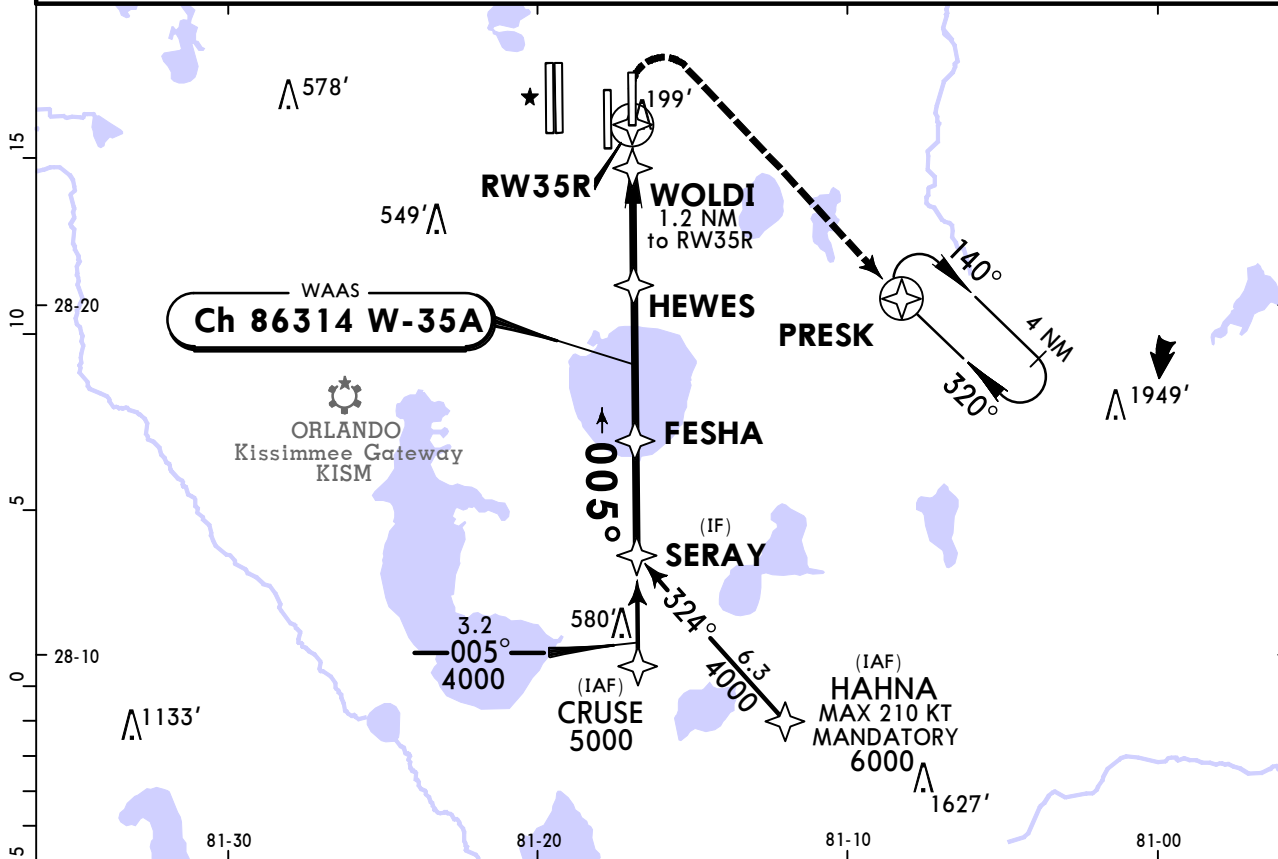 578'
199'
15
RW35R
WOLDI
1.2 NM
to RW35R
549'
140°
28-20
WAAS
Ch 86314 W-35A
HEWES
PRESK
4 NM
10
320°
1949'
ORLANDO
Kissimmee Gateway
KISM
FESHA
005°
5
(IF)
SERAY
324°
580'
3.2
005°
4000
6.3
4000
28-10
0
(IAF)
CRUSE
5000
(IAF)
HAHNA
MAX 210 KT
MANDATORY
6000
1133'
1627'
5
81-30
81-20
81-10
81-00